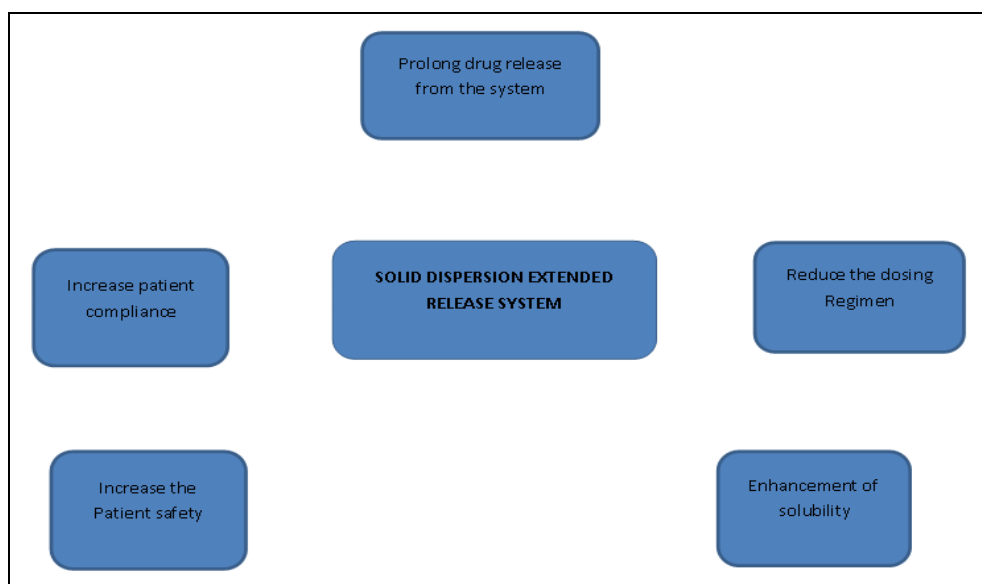 Prolong drug release
from the system
Increase patient
compliance
SOLID DISPERSION EXTENDED
RELEASE SYSTEM
Reduce the dosing
Regimen
Increase the
Patient safety
Enhancement of
solubility